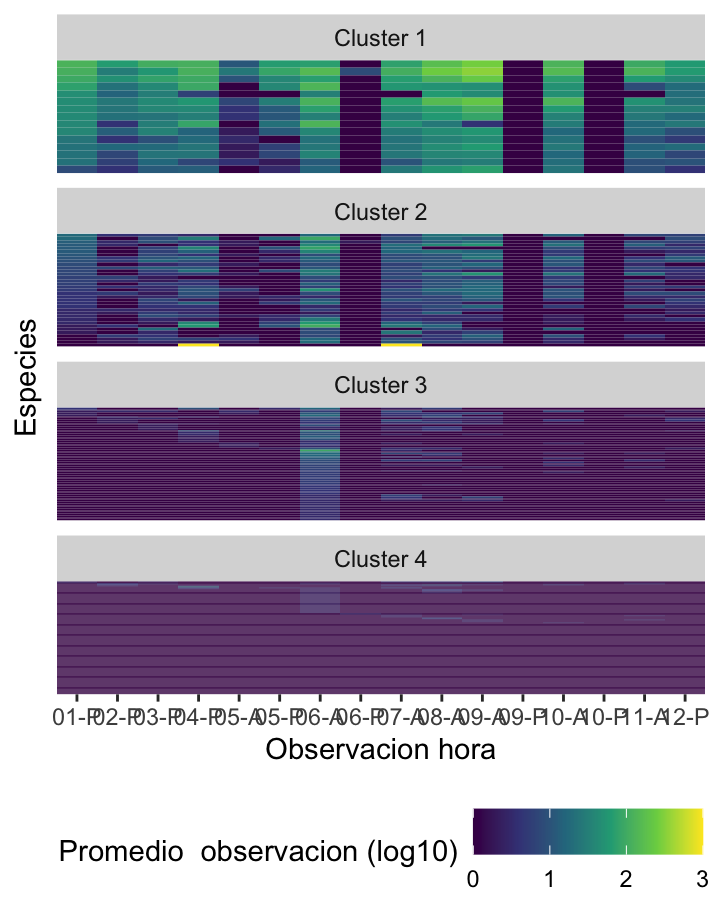 Cluster 1
Cluster 2
Cluster 3
Cluster 4
Especies
01-P 02-P 03-P 04-P 05-A 05-P 06-A 06-P 07-A 08-A 09-A 09-P 10-A 10-P 11-A 12-P
Observacion hora
Promedio  observacion (log10)
0 1 2 3